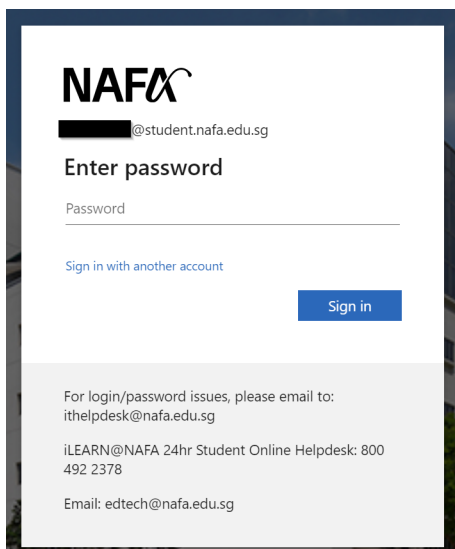 NAFA
@student.nafa.edu.sg
Enter password
Password
Sign in with another account
Sign in
For login/password issues, please email to:
ithelpdesk@nafa.edu.sg
iLEARN@NAFA 24hr Student Online Helpdesk: 800
492 2378
Email: edtech@nafa.edu.sg